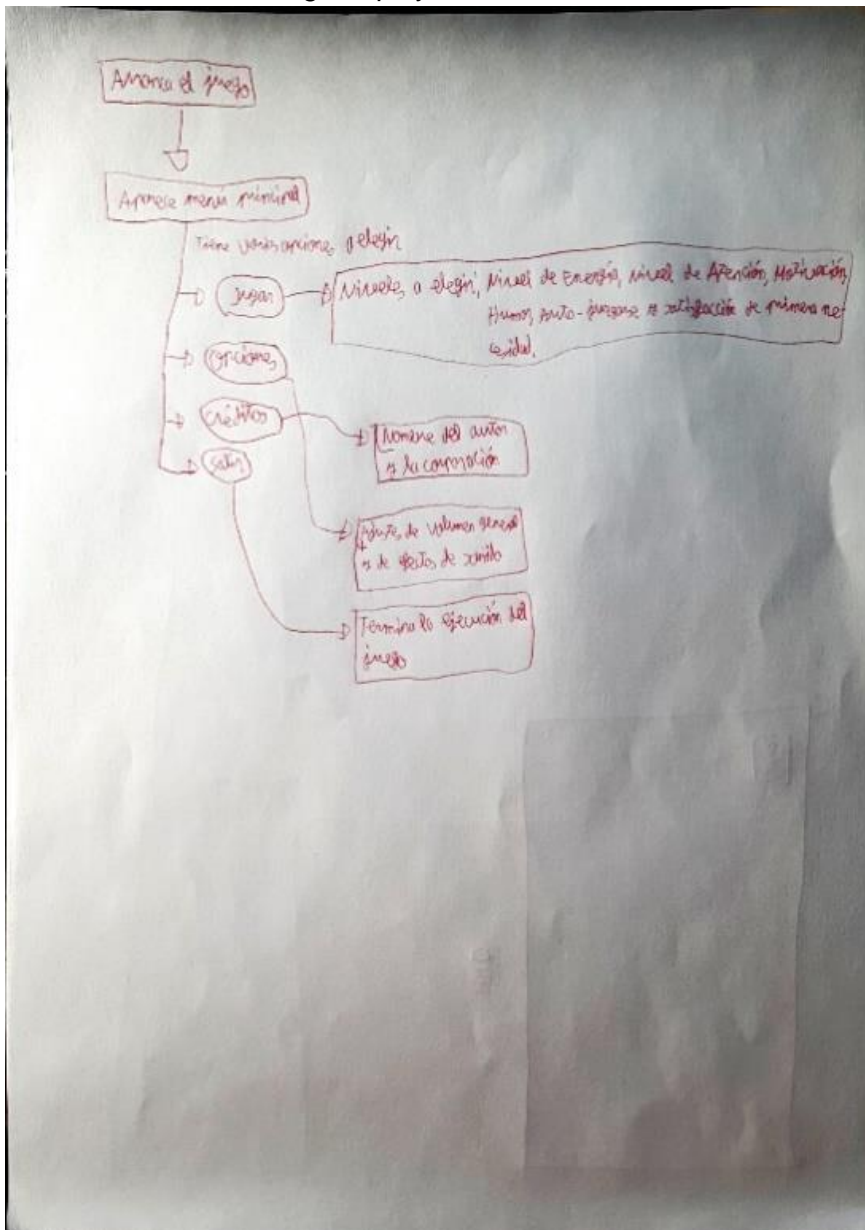 Arranca el juego
Aparece menú principal
Tiene varias opciones a elegir
Jugar
Niveles a elegir, Nivel de Energía, Nivel de Atención, Motivación,
Humor, Auto-juzgarse y satisfacción de primera ne
cesidad.
Opciones
Créditos
Nombre del autor
y la corporación
Salir
Ajustes de volumen general
y de efectos de sonido
Termina la ejecución del
juego